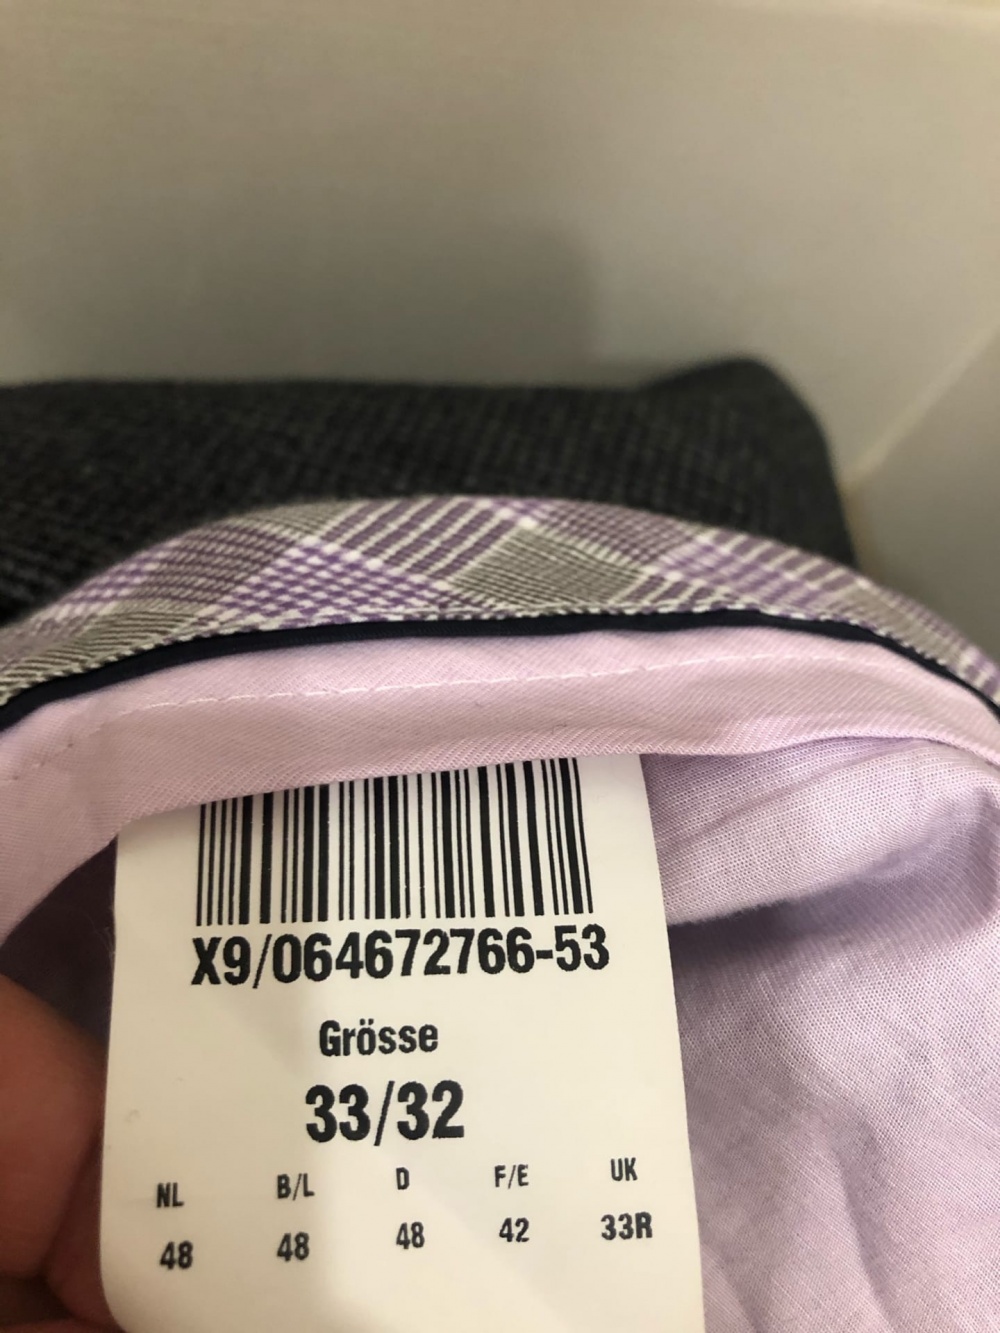 X9/064672766-53
Grösse
33/32
NL B/L D F/E UK
48 48 48 42 33R